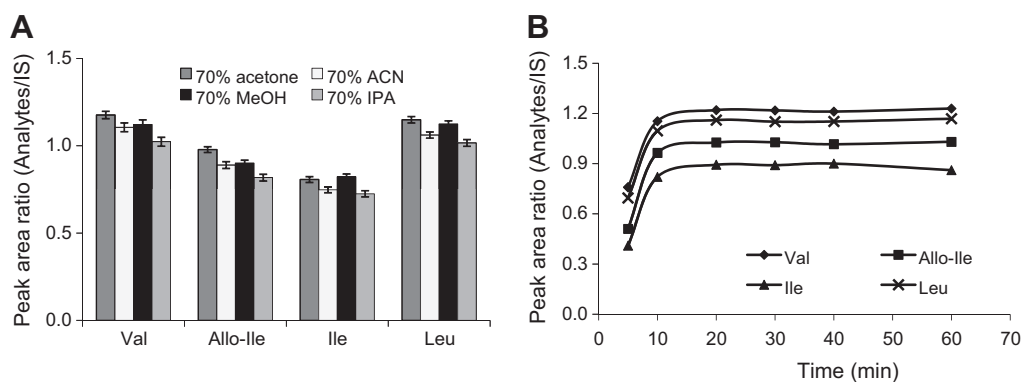 A
Peak area ratio (Analytes/IS)
1.5
1.0
0.5
0.0
70% acetone
70% ACN
70% MeOH
70% IPA
Val
Allo-Ile
Ile
Leu
B
Peak area ratio (Analytes/IS)
1.5
1.2
0.9
0.6
0.3
0.0
Val
Allo-Ile
Ile
Leu
0
10
20
30
40
50
60
70
Time (min)